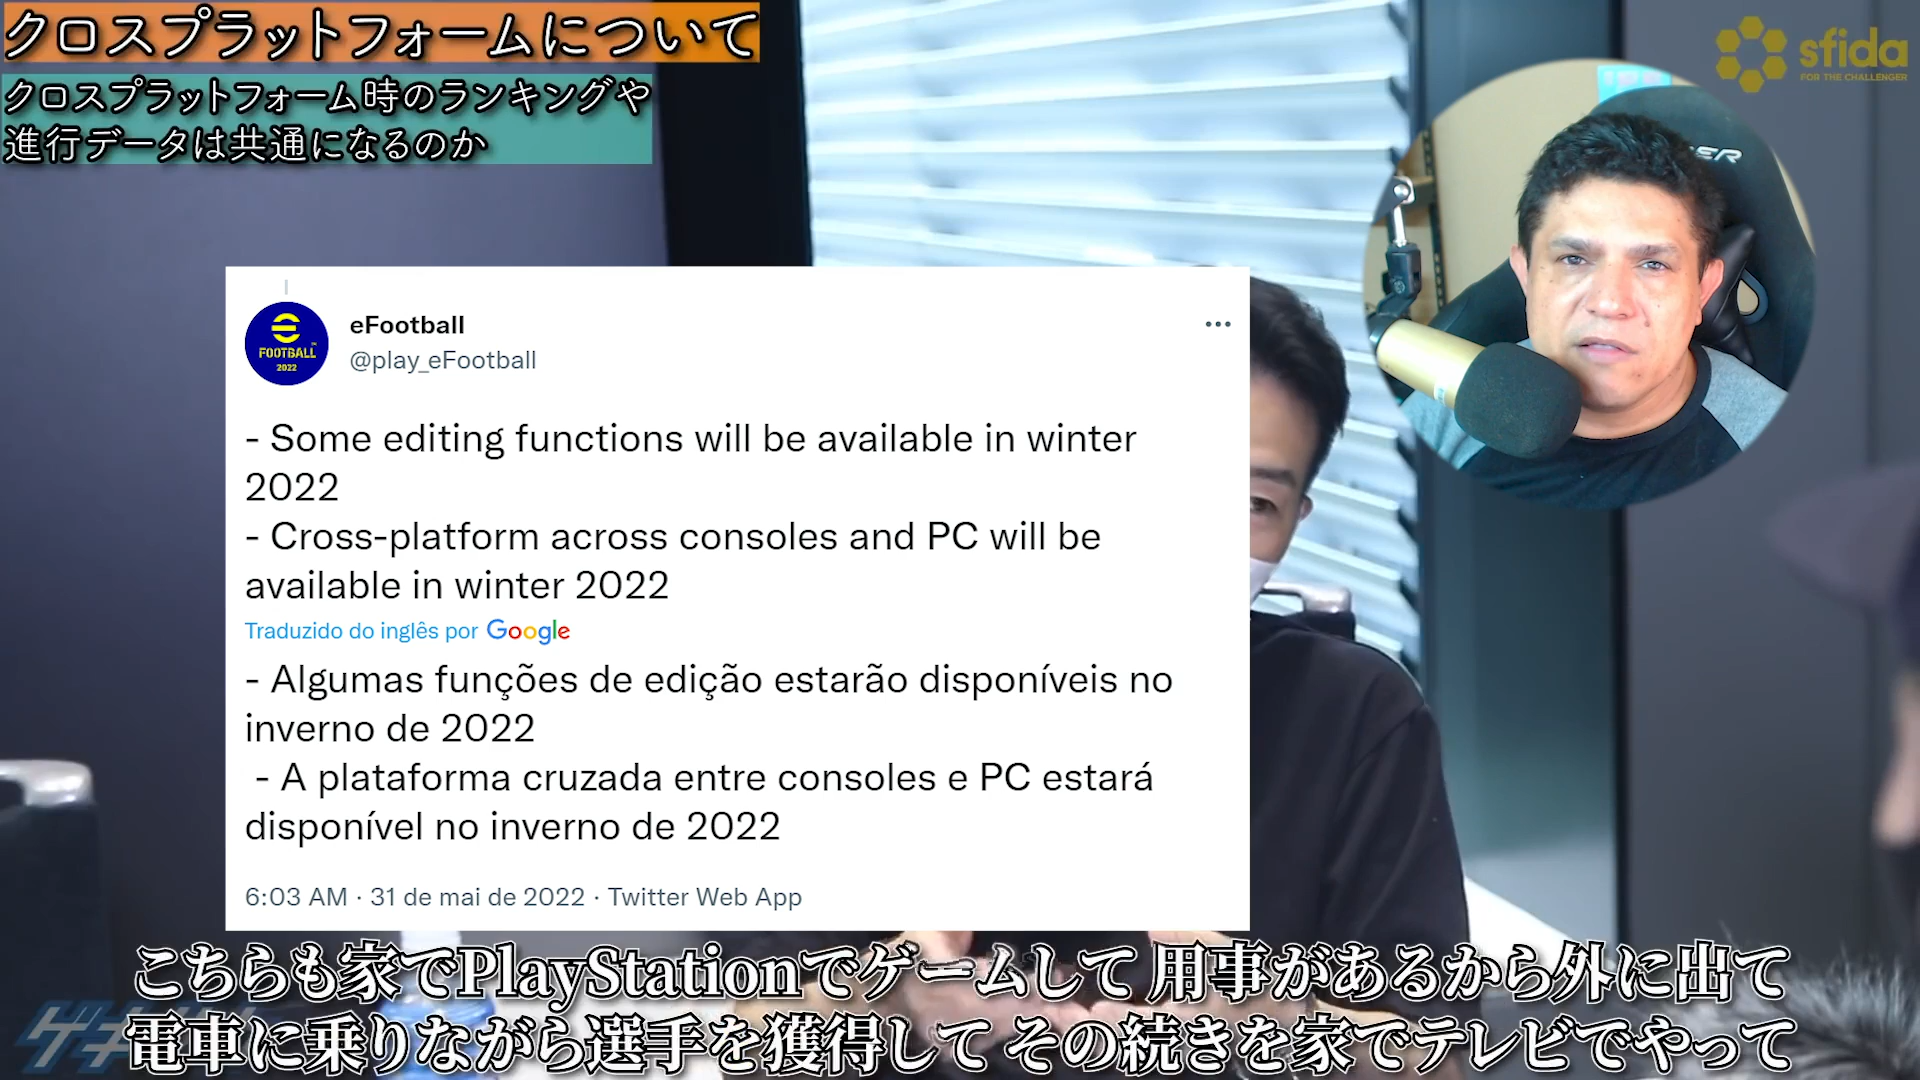 クロスプラットフォームについて
クロスプラットフォーム時のランキングや
進行データは共通になるのか
sfida
FOR THE CHALLENGER
eFootball
@play_eFootball
FOOTBALL
2022
- Some editing functions will be available in winter
2022
- Cross-platform across consoles and PC will be
available in winter 2022
Traduzido do inglês por Google
- Algumas funções de edição estarão disponíveis no
inverno de 2022
- A plataforma cruzada entre consoles e PC estará
disponível no inverno de 2022
6:03 AM · 31 de mai de 2022 · Twitter Web App
こちらも家でPlayStationでゲームして 用事があるから外に出て
電車に乗りながら選手を獲得して その続きを家でテレビでやって